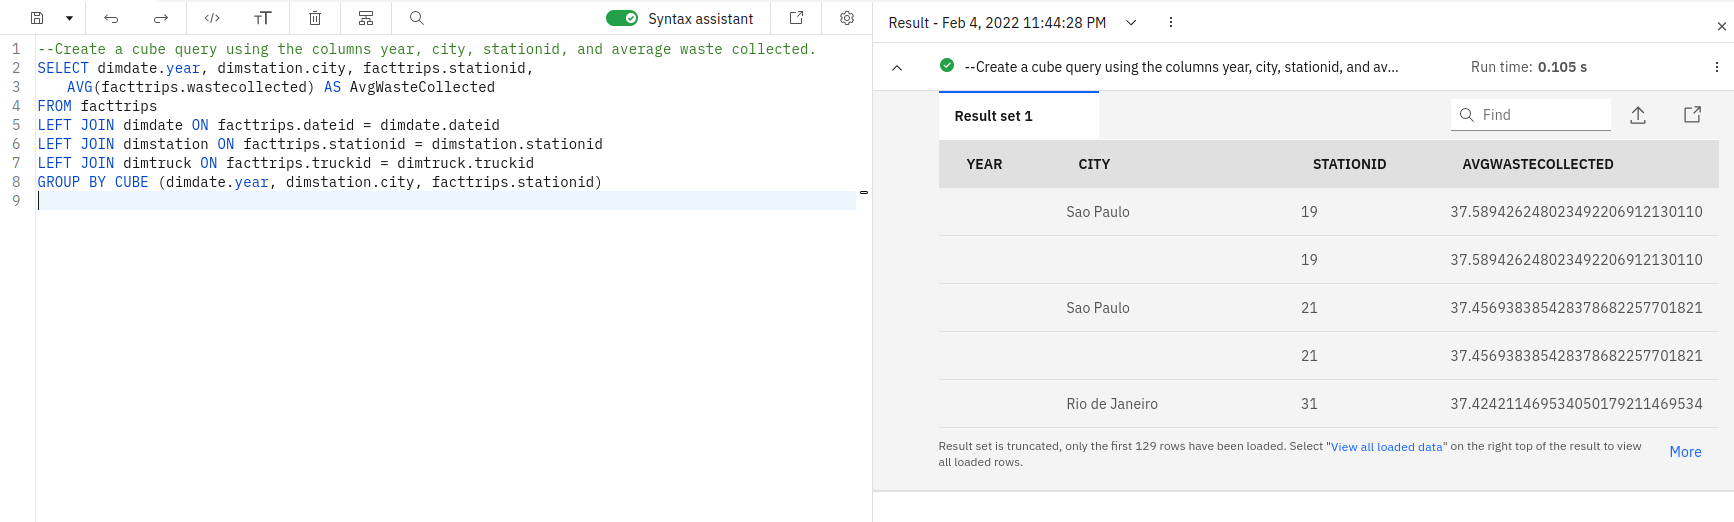 Syntax assistant
1 --Create a cube query using the columns year, city, stationid, and average waste collected.
2 SELECT dimdate.year, dimstation.city, facttrips.stationid,
3 AVG(facttrips.wastecollected) AS AvgWasteCollected
4 FROM facttrips
5 LEFT JOIN dimdate ON facttrips.dateid = dimdate.dateid
6 LEFT JOIN dimstation ON facttrips.stationid = dimstation.stationid
7 LEFT JOIN dimtruck ON facttrips.truckid = dimtruck.truckid
8 GROUP BY CUBE (dimdate.year, dimstation.city, facttrips.stationid)
9
Result - Feb 4, 2022 11:44:28 PM
--Create a cube query using the columns year, city, stationid, and av... Run time: 0.105 s
Result set 1 Find
YEAR CITY STATIONID AVGWASTECOLLECTED
Sao Paulo 19 37.5894262480234922069121301​10
19 37.589426248023492206912130110
Sao Paulo 21 37.456938385428378682257701821
21 37.456938385428378682257701821
Rio de Janeiro 31 37.424211469534050179211469534
Result set is truncated, only the first 129 rows have been loaded. Select "View all loaded data" on the right top of the result to view
all loaded rows.
More